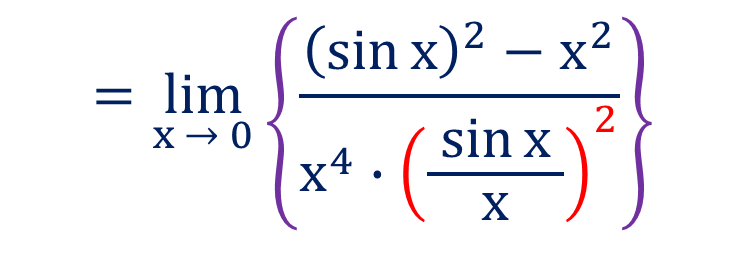 = lim x → 0 { (sin x)² − x² / x⁴ · ( sin x / x )² }